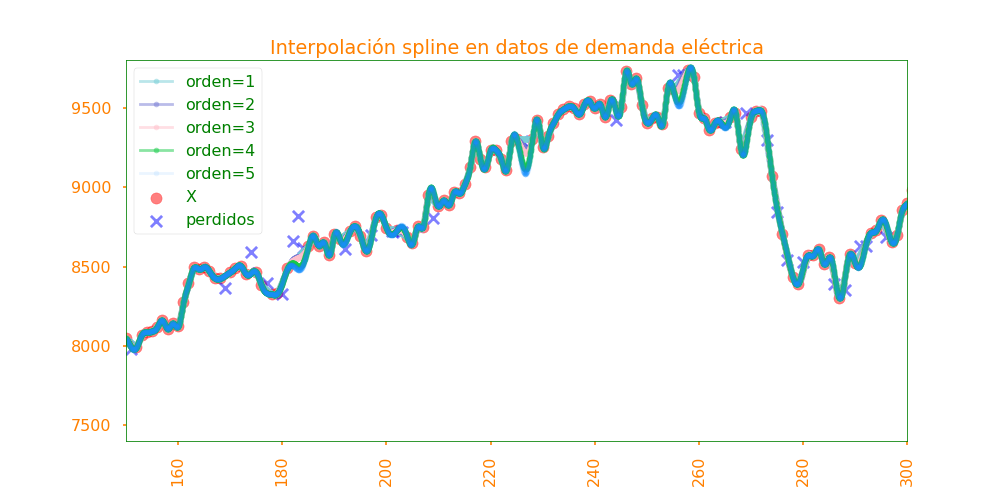 Interpolación spline en datos de demanda eléctrica
orden=1
orden=2
orden=3
orden=4
orden=5
X
perdidos
9500
9000
8500
8000
7500
160
180
200
220
240
260
280
300